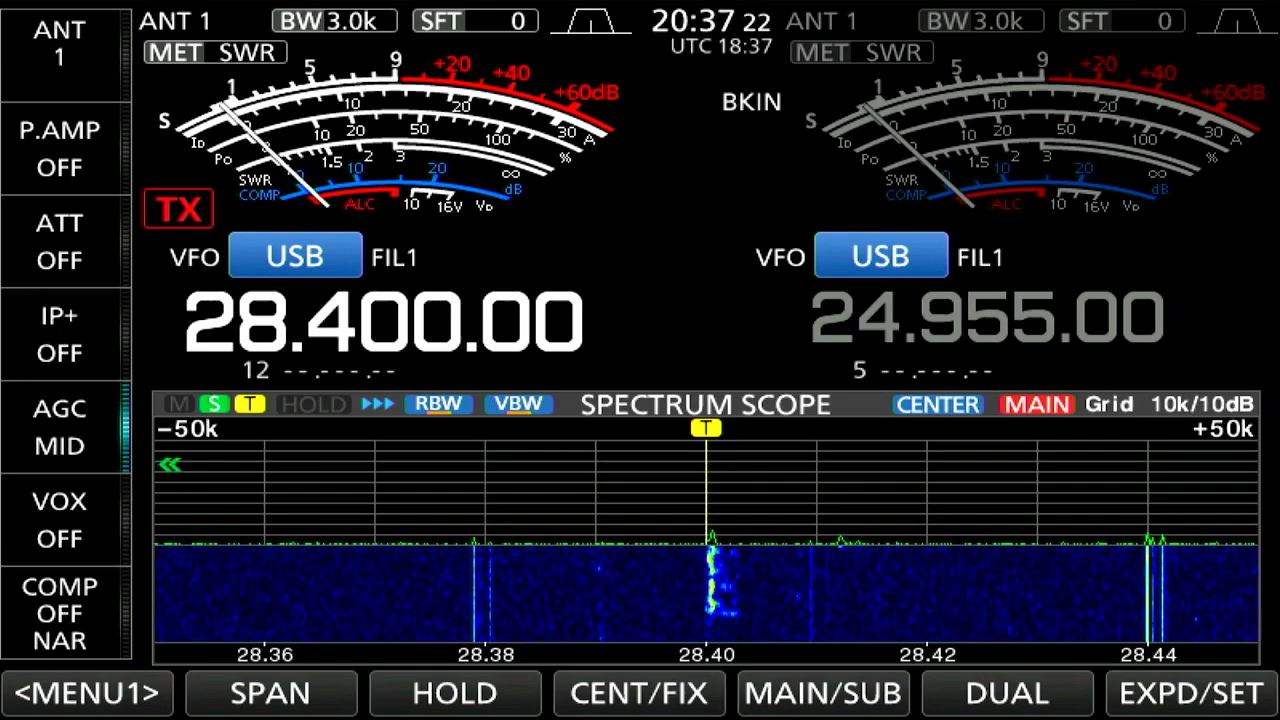 ANT 1
P.AMP OFF
ATT OFF
IP+ OFF
AGC MID
VOX OFF
COMP OFF NAR
ANT 1 BW 3.0k SFT 0 20:37 22 ANT 1 BW 3.0k SFT 0
MET SWR UTC 18:37 MET SWR
S 1 5 9 +20 +40 +60dB
ID 0 10 20 30 A
Po 10 20 50 100 %
SWR 1.5 2 3 ∞
COMP 0 10 20 dB
ALC 10 16V VD
BKIN
S 1 5 9 +20 +40 +60dB
ID 0 10 20 30 A
Po 10 20 50 100 %
SWR 1.5 2 3 ∞
COMP 0 10 20 dB
ALC 10 16V VD
TX
VFO USB FIL1 VFO USB FIL1
28.400.00 24.955.00
12 --.---.-- 5 --.---.--
M S T HOLD RBW VBW SPECTRUM SCOPE CENTER MAIN Grid 10k/10dB
-50k T +50k
28.36 28.38 28.40 28.42 28.44
<MENU1> SPAN HOLD CENT/FIX MAIN/SUB DUAL EXPD/SET